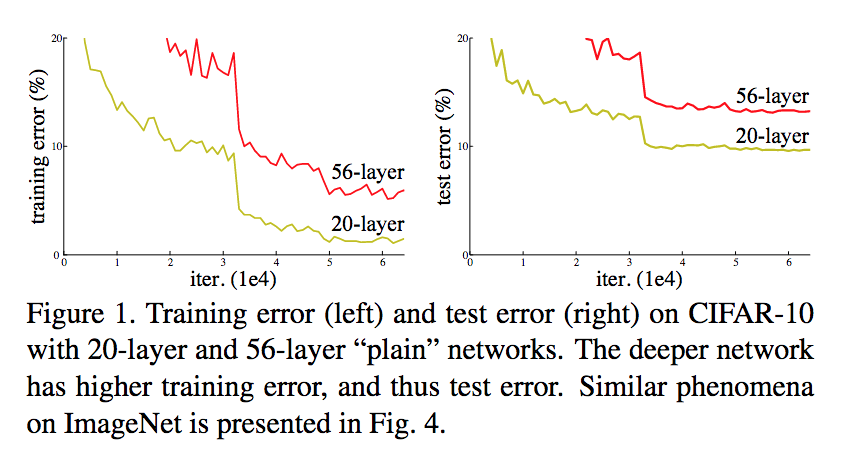 training error (%)
20
10
0
0 1 2 3 4 5 6
iter. (1e4)
56-layer
20-layer
test error (%)
20
10
0
0 1 2 3 4 5 6
iter. (1e4)
56-layer
20-layer
Figure 1. Training error (left) and test error (right) on CIFAR-10
with 20-layer and 56-layer “plain” networks. The deeper network
has higher training error, and thus test error. Similar phenomena
on ImageNet is presented in Fig. 4.